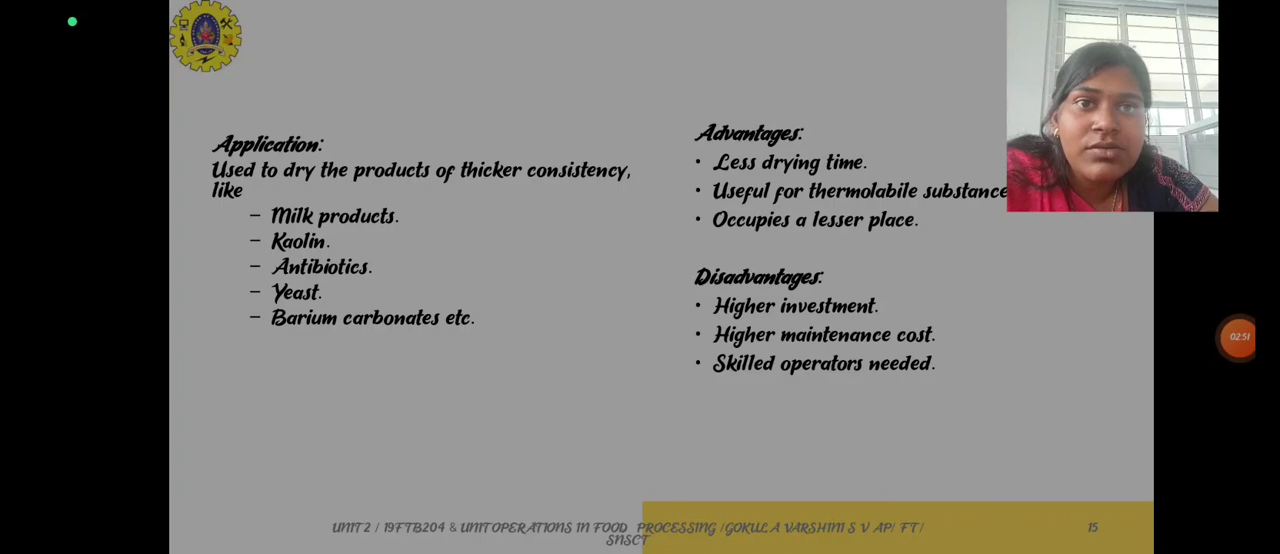 Application:
Used to dry the products of thicker consistency,
like
– Milk products.
– Kaolin.
– Antibiotics.
– Yeast.
– Barium carbonates etc.
Advantages:
• Less drying time.
• Useful for thermolabile substance
• Occupies a lesser place.
Disadvantages:
• Higher investment.
• Higher maintenance cost.
• Skilled operators needed.
02:51
UNIT 2 / 19FTB204 & UNIT OPERATIONS IN FOOD PROCESSING /GOKULA VARSHINI S V AP/ FT/
SNSCT
15